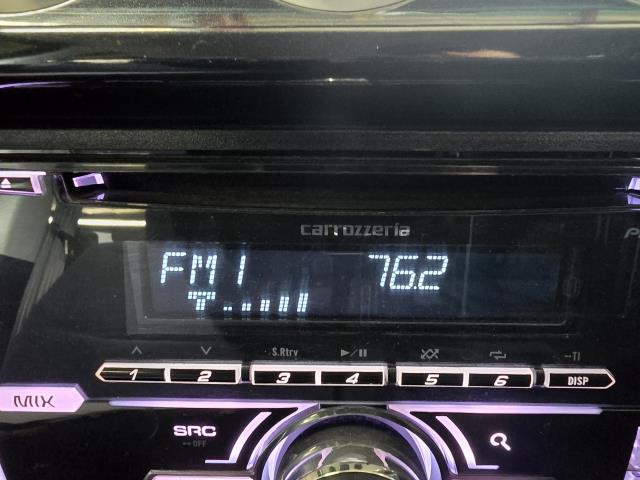 carrozzeria
FM1 76.2
S.Rtrv
1 2 3 4 5 6 DISP
MIX
SRC
OFF